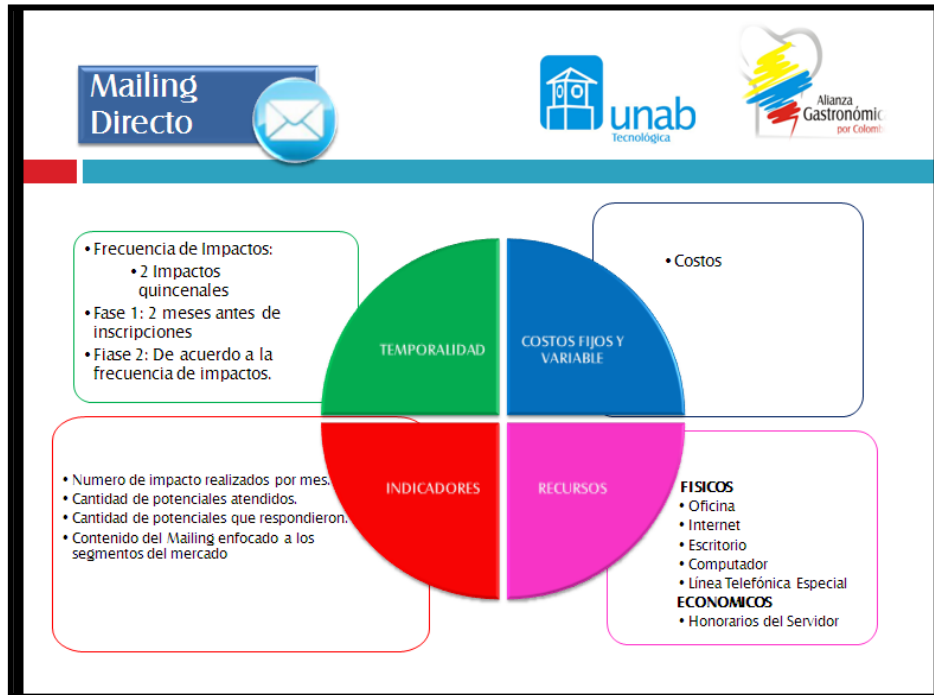 Mailing
Directo
unab
Tecnológica
Alianza
Gastronómic
por Colomb
• Frecuencia de Impactos:
• 2 Impactos
quincenales
• Fase 1: 2 meses antes de
inscripciones
• Fiase 2: De acuerdo a la
frecuencia de impactos.
TEMPORALIDAD
COSTOS FIJOS Y
VARIABLE
• Costos
• Numero de impacto realizados por mes.
• Cantidad de potenciales atendidos.
• Cantidad de potenciales que respondieron.
• Contenido del Mailing enfocado a los
segmentos del mercado
INDICADORES
RECURSOS
FISICOS
• Oficina
• Internet
• Escritorio
• Computador
• Línea Telefónica Especial
ECONOMICOS
• Honorarios del Servidor